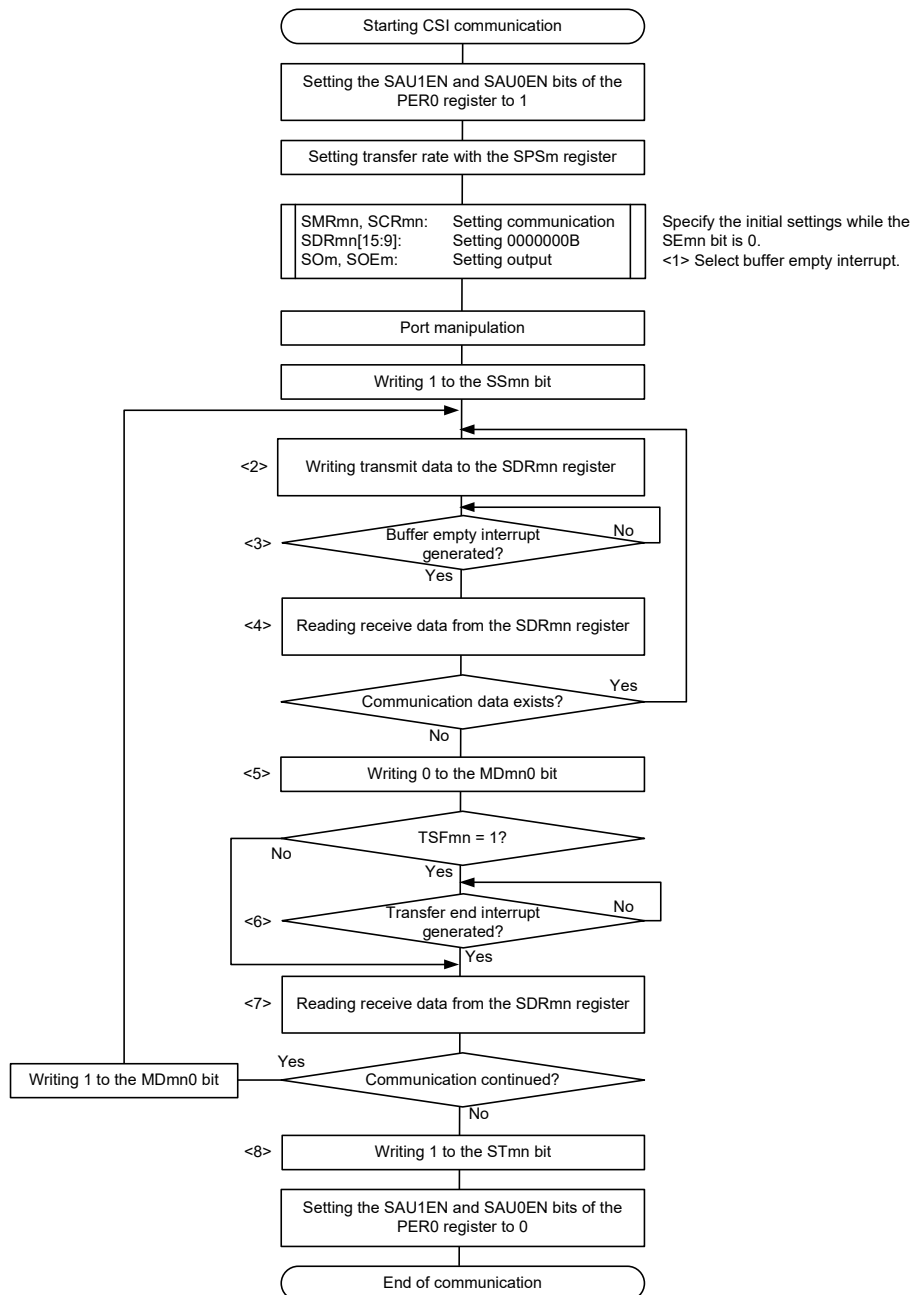 Starting CSI communication
Setting the SAU1EN and SAU0EN bits of the
PER0 register to 1
Setting transfer rate with the SPSm register
SMRmn, SCRmn: Setting communication
SDRmn[15:9]: Setting 0000000B
SOm, SOEm: Setting output
Specify the initial settings while the
SEmn bit is 0.
<1> Select buffer empty interrupt.
Port manipulation
Writing 1 to the SSmn bit
<2> Writing transmit data to the SDRmn register
<3> Buffer empty interrupt
generated?
No
Yes
<4> Reading receive data from the SDRmn register
Communication data exists?
Yes
No
<5> Writing 0 to the MDmn0 bit
TSFmn = 1?
No
Yes
<6> Transfer end interrupt
generated?
No
Yes
<7> Reading receive data from the SDRmn register
Yes
Writing 1 to the MDmn0 bit
Communication continued?
No
<8> Writing 1 to the STmn bit
Setting the SAU1EN and SAU0EN bits of the
PER0 register to 0
End of communication